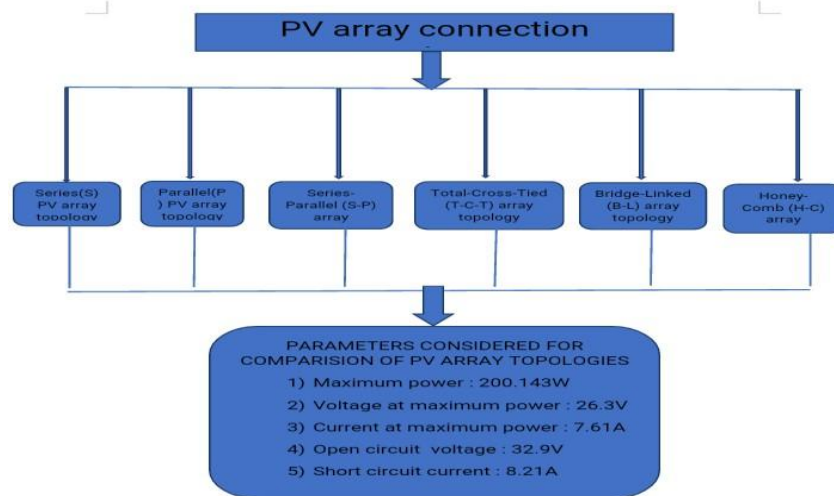 PV array connection
Series(S)
PV array
topology
Parallel(P
) PV array
topology
Series-
Parallel (S-P)
array
Total-Cross-Tied
(T-C-T) array
topology
Bridge-Linked
(B-L) array
topology
Honey-
Comb (H-C)
array
PARAMETERS CONSIDERED FOR
COMPARISION OF PV ARRAY TOPOLOGIES
1) Maximum power : 200.143W
2) Voltage at maximum power : 26.3V
3) Current at maximum power : 7.61A
4) Open circuit voltage : 32.9V
5) Short circuit current : 8.21A